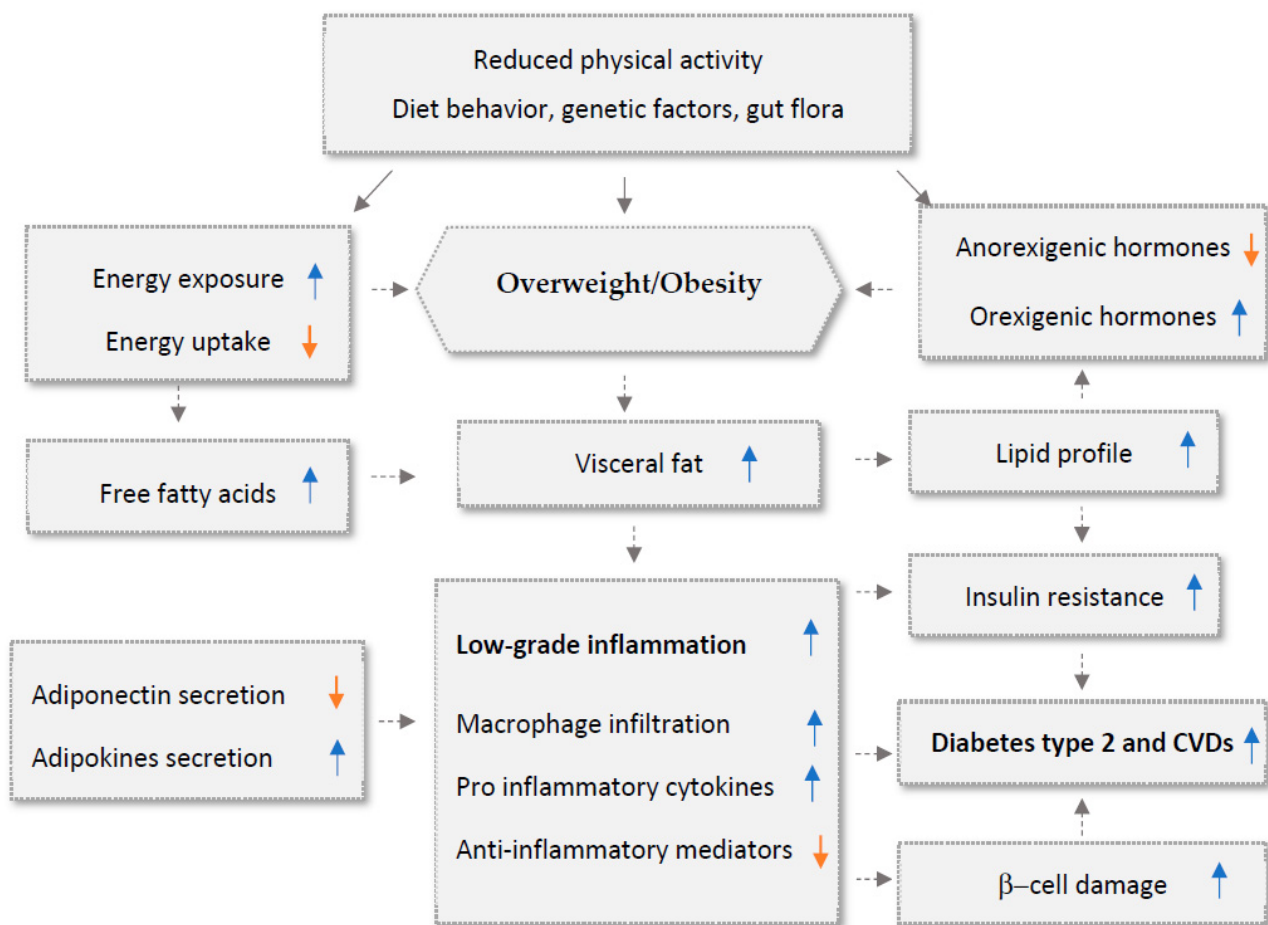 Reduced physical activity
Diet behavior, genetic factors, gut flora
Energy exposure
Energy uptake
Overweight/Obesity
Anorexigenic hormones
Orexigenic hormones
Free fatty acids
Visceral fat
Lipid profile
Insulin resistance
Adiponectin secretion
Adipokines secretion
Low-grade inflammation
Macrophage infiltration
Pro inflammatory cytokines
Anti-inflammatory mediators
Diabetes type 2 and CVDs
β–cell damage